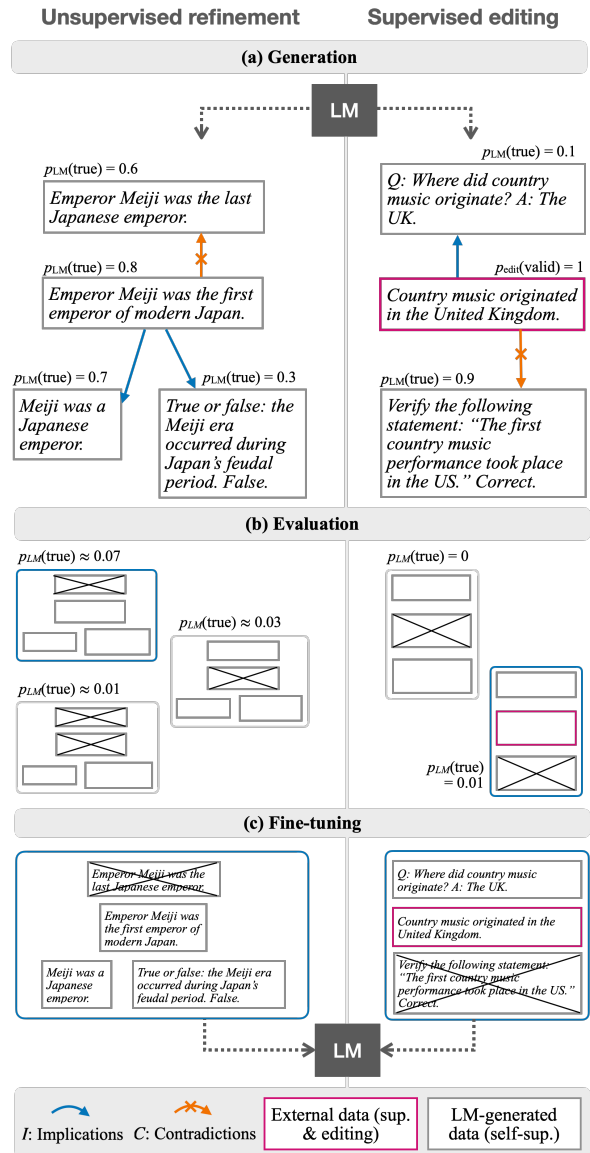 Unsupervised refinement
Supervised editing
(a) Generation
LM
pLM(true) = 0.6
Emperor Meiji was the last
Japanese emperor.
pLM(true) = 0.8
Emperor Meiji was the first
emperor of modern Japan.
pLM(true) = 0.7
Meiji was a
Japanese
emperor.
pLM(true) = 0.3
True or false: the
Meiji era
occurred during
Japan's feudal
period. False.
pLM(true) = 0.1
Q: Where did country
music originate? A: The
UK.
pedit(valid) = 1
Country music originated
in the United Kingdom.
pLM(true) = 0.9
Verify the following
statement: “The first
country music
performance took place
in the US.” Correct.
(b) Evaluation
pLM(true) ≈ 0.07
pLM(true) ≈ 0.03
pLM(true) ≈ 0.01
pLM(true) = 0
pLM(true)
= 0.01
(c) Fine-tuning
Emperor Meiji was the
last Japanese emperor.
Emperor Meiji was
the first emperor of
modern Japan.
Meiji was a
Japanese
emperor.
True or false: the Meiji era
occurred during Japan's
feudal period. False.
Q: Where did country music
originate? A: The UK.
Country music originated in the
United Kingdom.
Verify the following statement:
“The first country music
performance took place in the US.”
Correct.
LM
I: Implications
C: Contradictions
External data (sup.
& editing)
LM-generated
data (self-sup.)